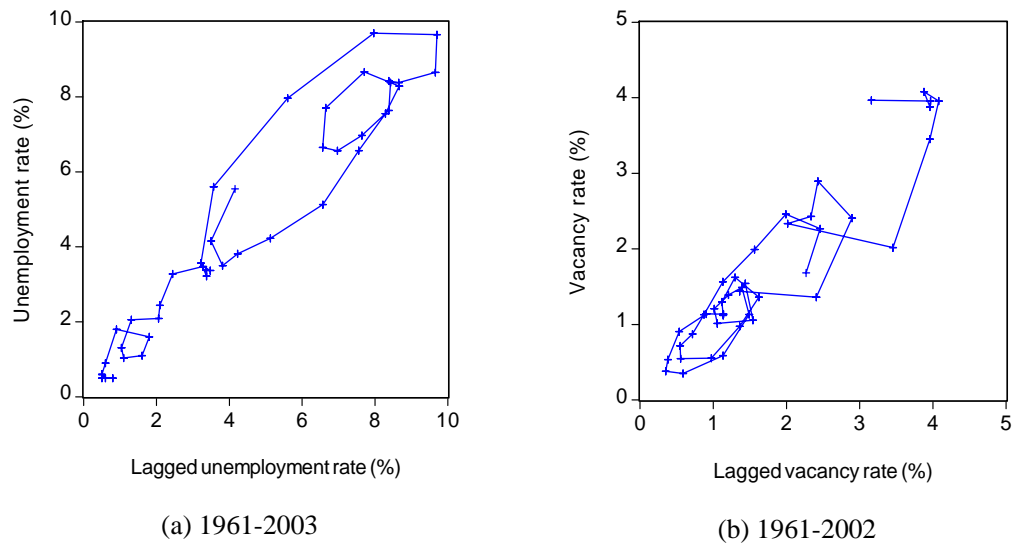 10
8
6
4
2
0
0 2 4 6 8 10
Unemployment rate (%)
Lagged unemployment rate (%)
(a) 1961-2003
5
4
3
2
1
0
0 1 2 3 4 5
Vacancy rate (%)
Lagged vacancy rate (%)
(b) 1961-2002